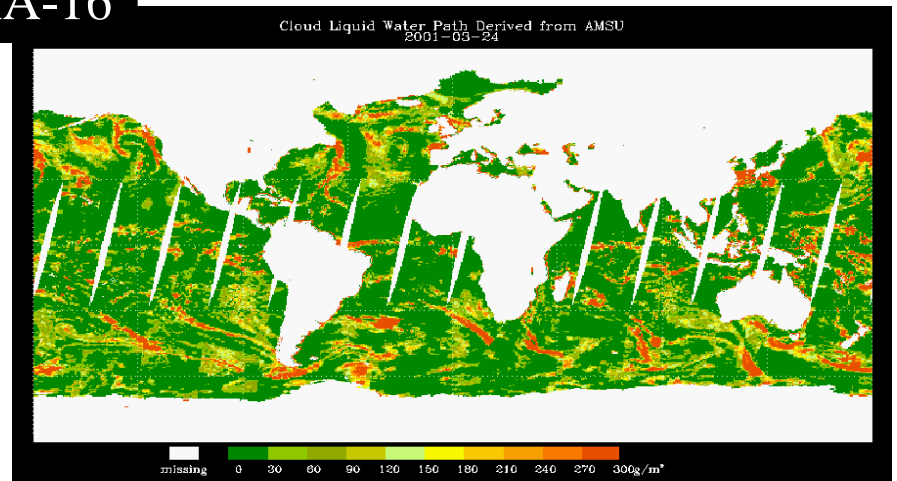 A-16
Cloud Liquid Water Path Derived from AMSU
2001-03-24
missing 0 30 60 90 120 150 180 210 240 270 300g/m²